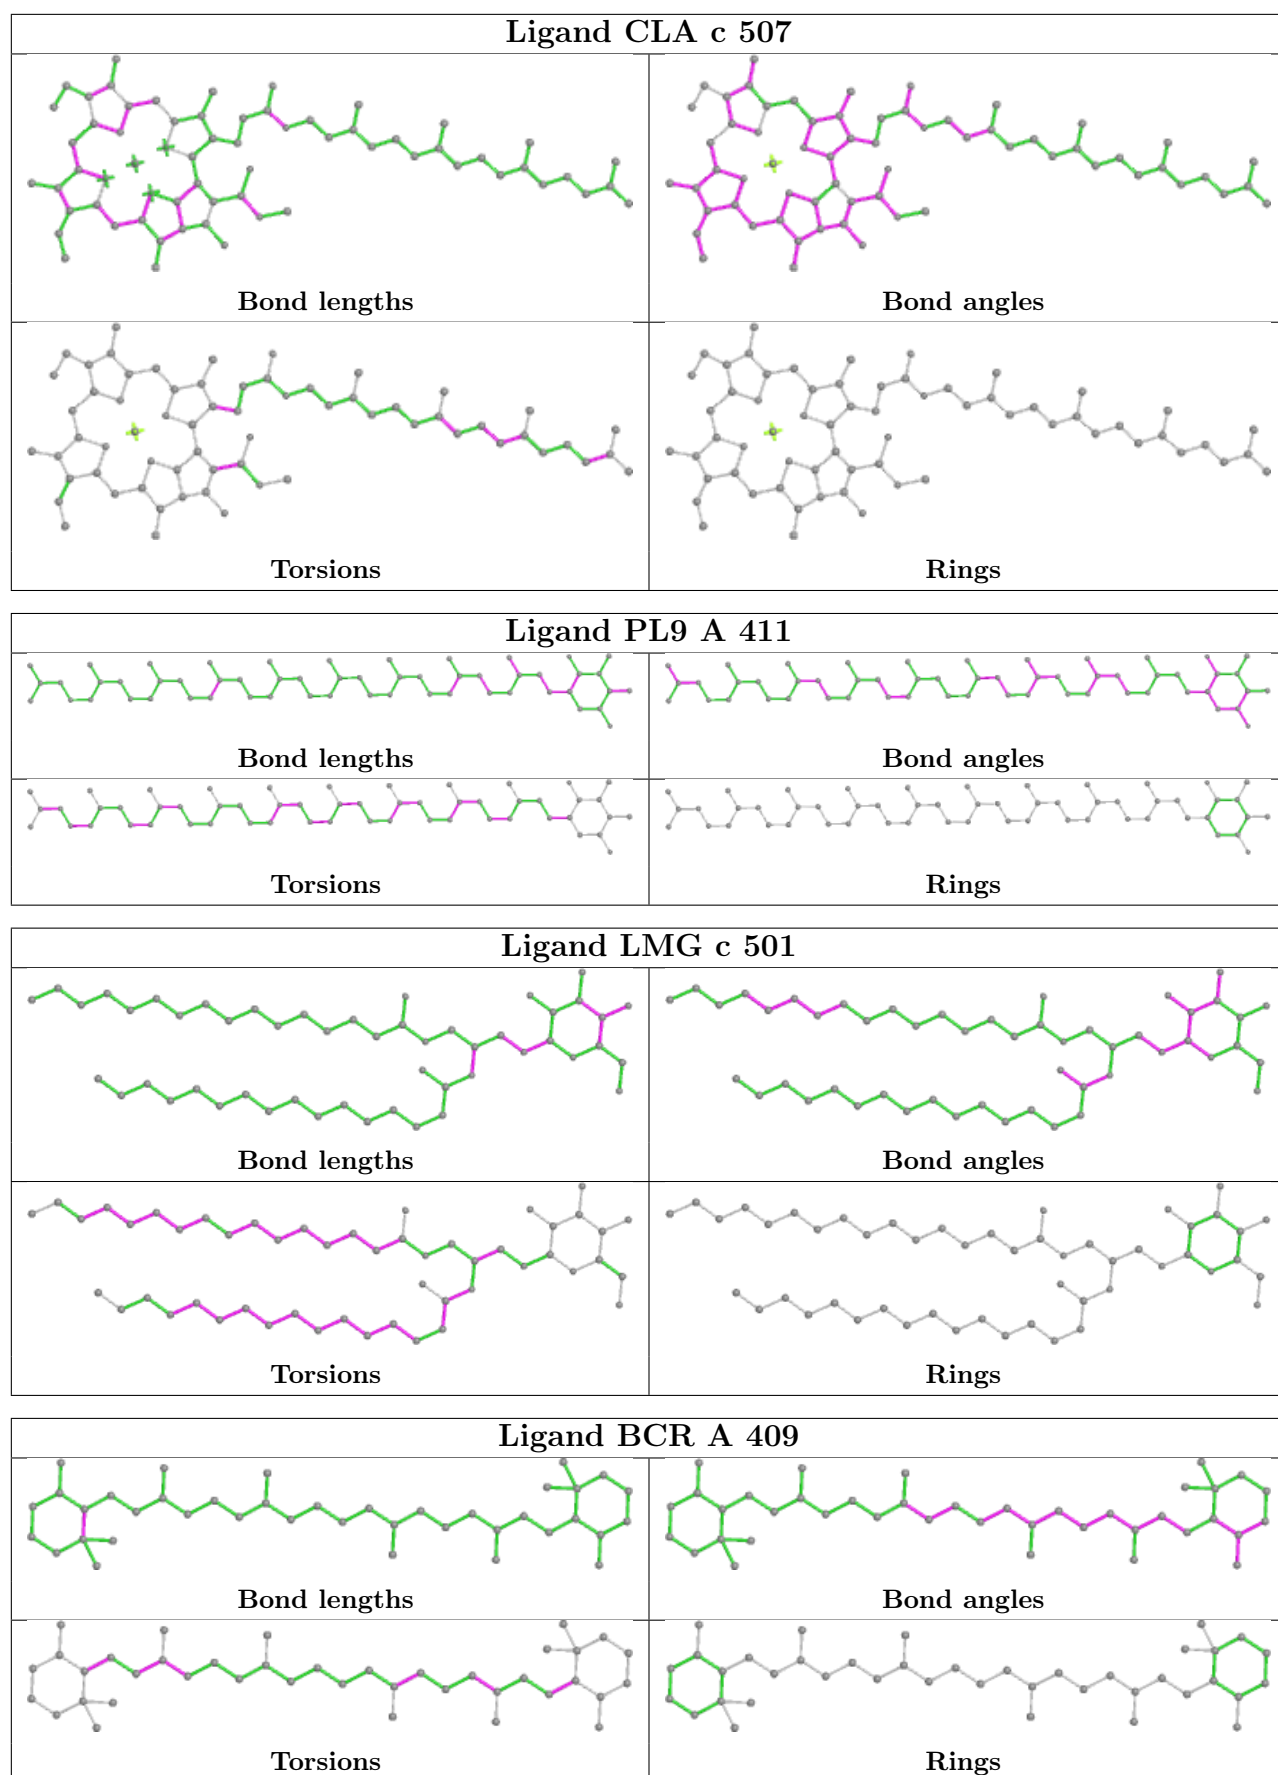 Ligand CLA c 507
Bond lengths
Bond angles
Torsions
Rings
Ligand PL9 A 411
Bond lengths
Bond angles
Torsions
Rings
Ligand LMG c 501
Bond lengths
Bond angles
Torsions
Rings
Ligand BCR A 409
Bond lengths
Bond angles
Torsions
Rings